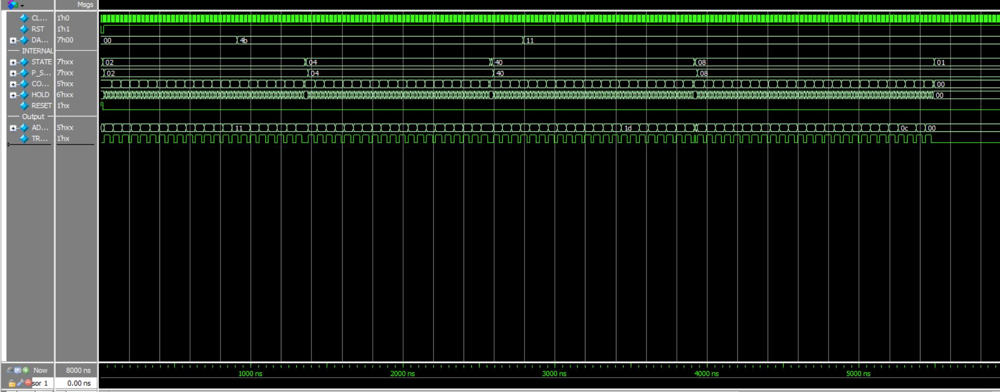 Msgs
CL... 1'h0
RST 1'h1
DA... 7'h00 00 4b 11
INTERNAL
STATE 7'hxx 02 04 40 08 01
P_S... 7'hxx 02 04 40 08
CO... 5'hxx 00
HOLD 6'hxx 00
RESET 1'hx
Output
AD... 5'hxx 11 1d 0c 00
TR... 1'hx
Now 8000 ns
1000 ns 2000 ns 3000 ns 4000 ns 5000 ns
sor 1 0.00 ns